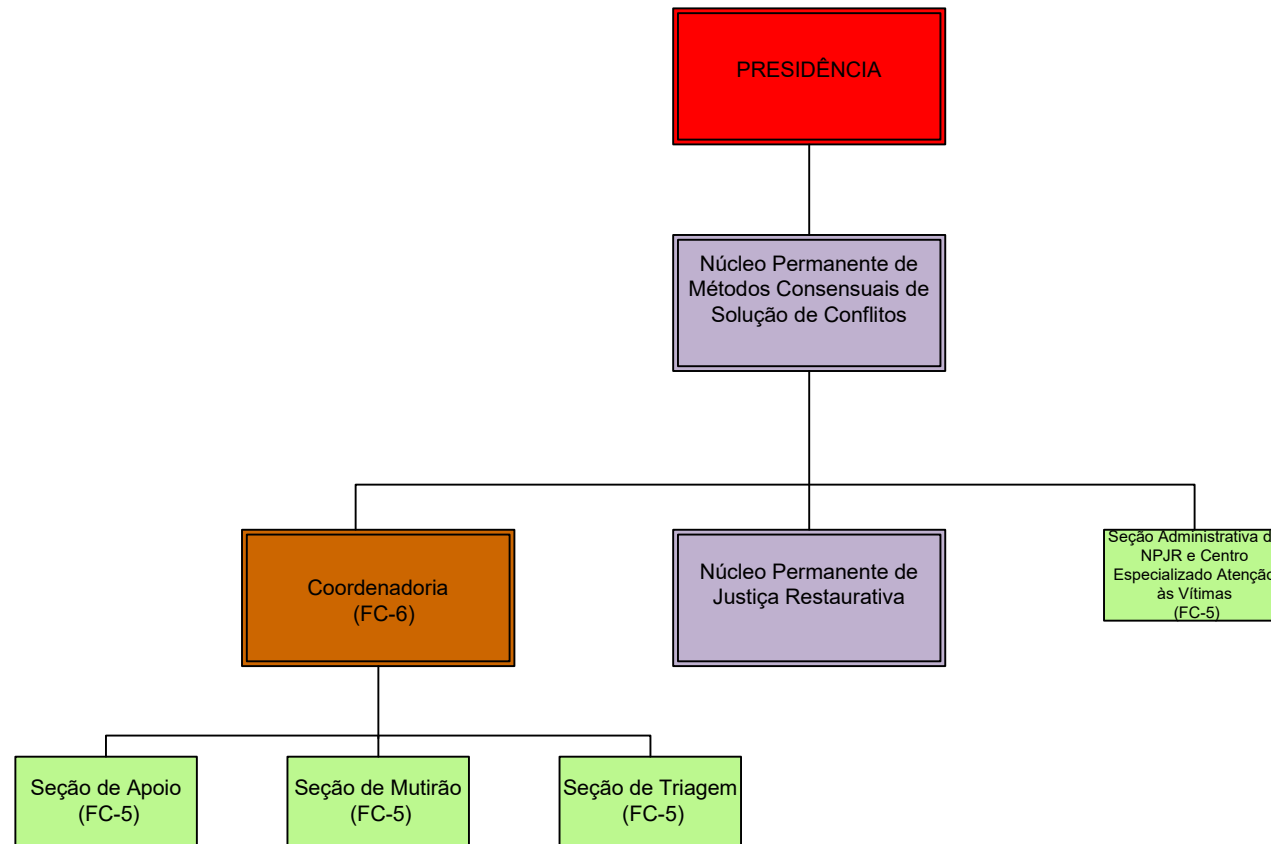 PRESIDÊNCIA
Núcleo Permanente de
Métodos Consensuais de
Solução de Conflitos
Coordenadoria
(FC-6)
Núcleo Permanente de
Justiça Restaurativa
Seção Administrativa d
NPJR e Centro
Especializado Atenção
às Vítimas
(FC-5)
Seção de Apoio
(FC-5)
Seção de Mutirão
(FC-5)
Seção de Triagem
(FC-5)